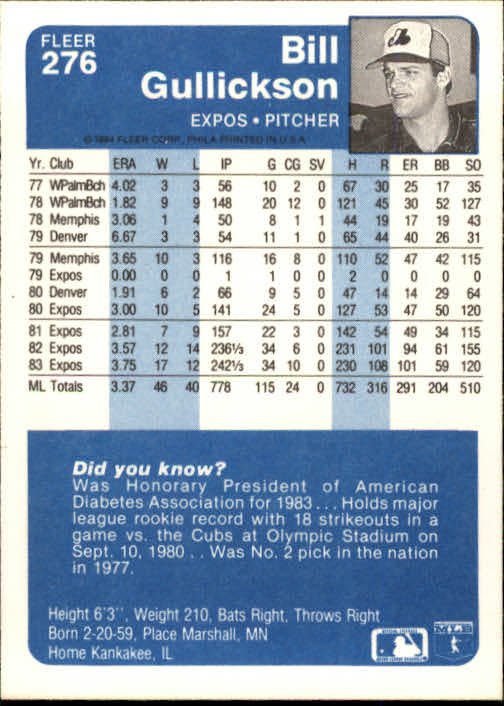 FLEER
276
Bill
Gullickson
EXPOS • PITCHER
© 1984 FLEER CORP., PHILA PRINTED IN U.S.A.
Yr. Club ERA W L IP G CG SV H R ER BB SO
77 WPalmBch 4.02 3 3 56 10 2 0 67 30 25 17 35
78 WPalmBch 1.82 9 9 148 20 12 0 121 45 30 52 127
78 Memphis 3.06 1 4 50 8 1 1 44 19 17 19 43
79 Denver 6.67 3 3 54 11 1 0 65 44 40 26 31
79 Memphis 3.65 10 3 116 16 8 0 110 52 47 42 115
79 Expos 0.00 0 0 1 1 0 0 2 0 0 0 0
80 Denver 1.91 6 2 66 9 5 0 47 14 14 29 64
80 Expos 3.00 10 5 141 24 5 0 127 53 47 50 120
81 Expos 2.81 7 9 157 22 3 0 142 54 49 34 115
82 Expos 3.57 12 14 236⅓ 34 6 0 231 101 94 61 155
83 Expos 3.75 17 12 242⅓ 34 10 0 230 108 101 59 120
ML Totals 3.37 46 40 778 115 24 0 732 316 291 204 510
Did you know?
Was Honorary President of American
Diabetes Association for 1983 . . . Holds major
league rookie record with 18 strikeouts in a
game vs. the Cubs at Olympic Stadium on
Sept. 10, 1980 . . Was No. 2 pick in the nation
in 1977.
Height 6'3", Weight 210, Bats Right, Throws Right
Born 2-20-59, Place Marshall, MN
Home Kankakee, IL